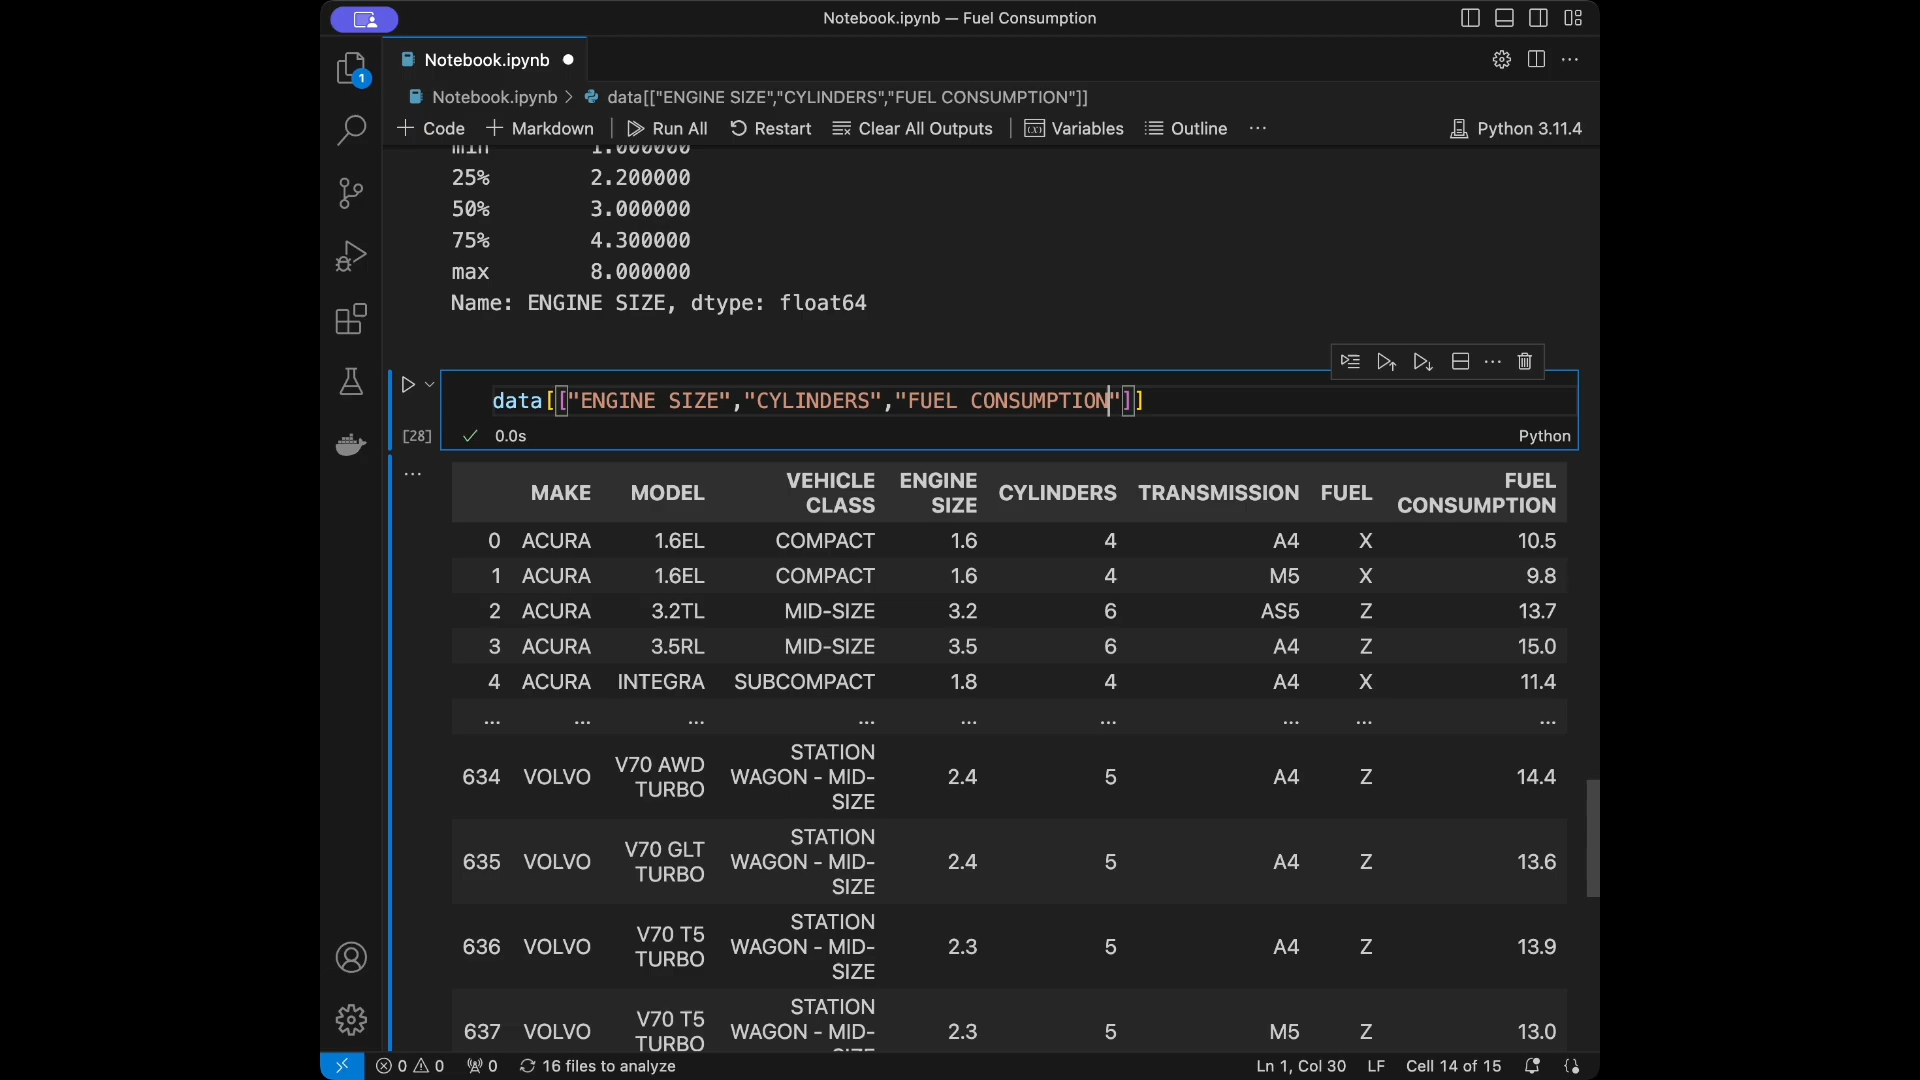 Notebook.ipynb — Fuel Consumption
1
Notebook.ipynb
Notebook.ipynb > data[["ENGINE SIZE","CYLINDERS","FUEL CONSUMPTION"]]
+ Code + Markdown Run All Restart Clear All Outputs Variables Outline ··· Python 3.11.4
min 1.000000
25% 2.200000
50% 3.000000
75% 4.300000
max 8.000000
Name: ENGINE SIZE, dtype: float64
data[["ENGINE SIZE","CYLINDERS","FUEL CONSUMPTION"]]
[28] ✓ 0.0s Python
MAKE MODEL VEHICLE CLASS ENGINE SIZE CYLINDERS TRANSMISSION FUEL FUEL CONSUMPTION
0 ACURA 1.6EL COMPACT 1.6 4 A4 X 10.5
1 ACURA 1.6EL COMPACT 1.6 4 M5 X 9.8
2 ACURA 3.2TL MID-SIZE 3.2 6 AS5 Z 13.7
3 ACURA 3.5RL MID-SIZE 3.5 6 A4 Z 15.0
4 ACURA INTEGRA SUBCOMPACT 1.8 4 A4 X 11.4
... ... ... ... ... ... ... ... ...
634 VOLVO V70 AWD TURBO STATION WAGON - MID-SIZE 2.4 5 A4 Z 14.4
635 VOLVO V70 GLT TURBO STATION WAGON - MID-SIZE 2.4 5 A4 Z 13.6
636 VOLVO V70 T5 TURBO STATION WAGON - MID-SIZE 2.3 5 A4 Z 13.9
637 VOLVO V70 T5 TURBO STATION WAGON - MID-SIZE 2.3 5 M5 Z 13.0
0 0 0 16 files to analyze Ln 1, Col 30 LF Cell 14 of 15